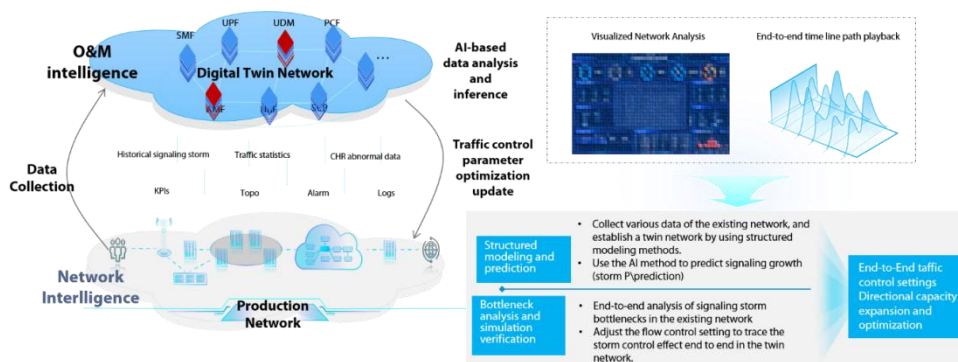 O&M
intelligence
SMF
UPF
UDM
PCF
...
Digital Twin Network
AI-based
data analysis
and
inference
Data
Collection
Historical signaling storm
Traffic statistics
CHR abnormal data
KPIs
Topo
Alarm
Logs
Traffic control
parameter
optimization
update
Network
Interlligence
Production
Network
Visualized Network Analysis
End-to-end time line path playback
Structured
modeling and
prediction
• Collect various data of the existing network, and
establish a twin network by using structured
modeling methods.
• Use the AI method to predict signaling growth
(storm P\prediction)
Bottleneck
analysis and
simulation
verification
• End-to-end analysis of signaling storm
bottlenecks in the existing network
• Adjust the flow control setting to trace the
storm control effect end to end in the twin
network.
End-to-End taffic
control settings
Directional capacity
expansion and
optimization